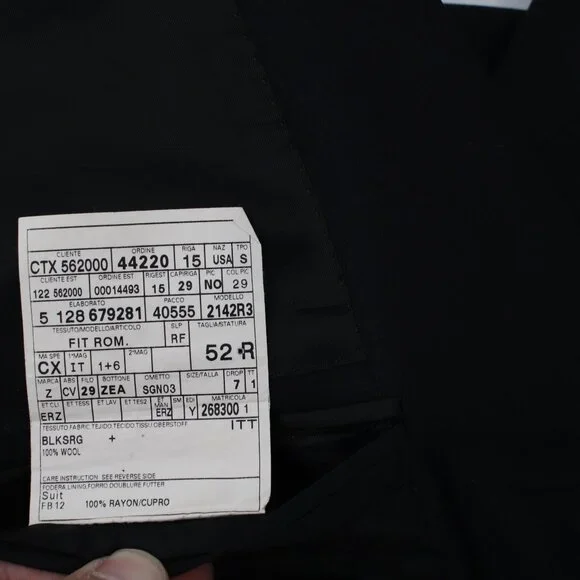 CLIENTE ORDINE RIGA NAZ TPO
CTX 562000 44220 15 USA S
CLIENTE EST ORDINE EST RIGEST CAPIRIGA PIC COL PIC
122 562000 00014493 15 29 NO 29
ELABORATO PACCO MODELLO
5 128 679281 40555 2142R3
TESSUTO/MODELLO/ARTICOLO SLP TAGLIA/STATURA
FIT ROM. RF 52•R
MA SPE 1°MAG 2°MAG
CX IT 1+6
MARCA ABS FILO BOTTONE OMETTO SIZE/TALLA DROP TT
Z CV 29 ZEA SGN03 7 1
ET CLI ET TESS ET LAV ET TES2 ET MAN SM EDI MATRICOLA
ERZ ERZ Y 268300 1
TESSUTO FABRIC TEJIDO TECIDO TISSU OBERSTOFF ITT
BLKSRG +
100% WOOL
CARE INSTRUCTION SEE REVERSE SIDE
FODERA LINING FORRO DOUBLURE FUTTER
Suit
FB 12 100% RAYON/CUPRO